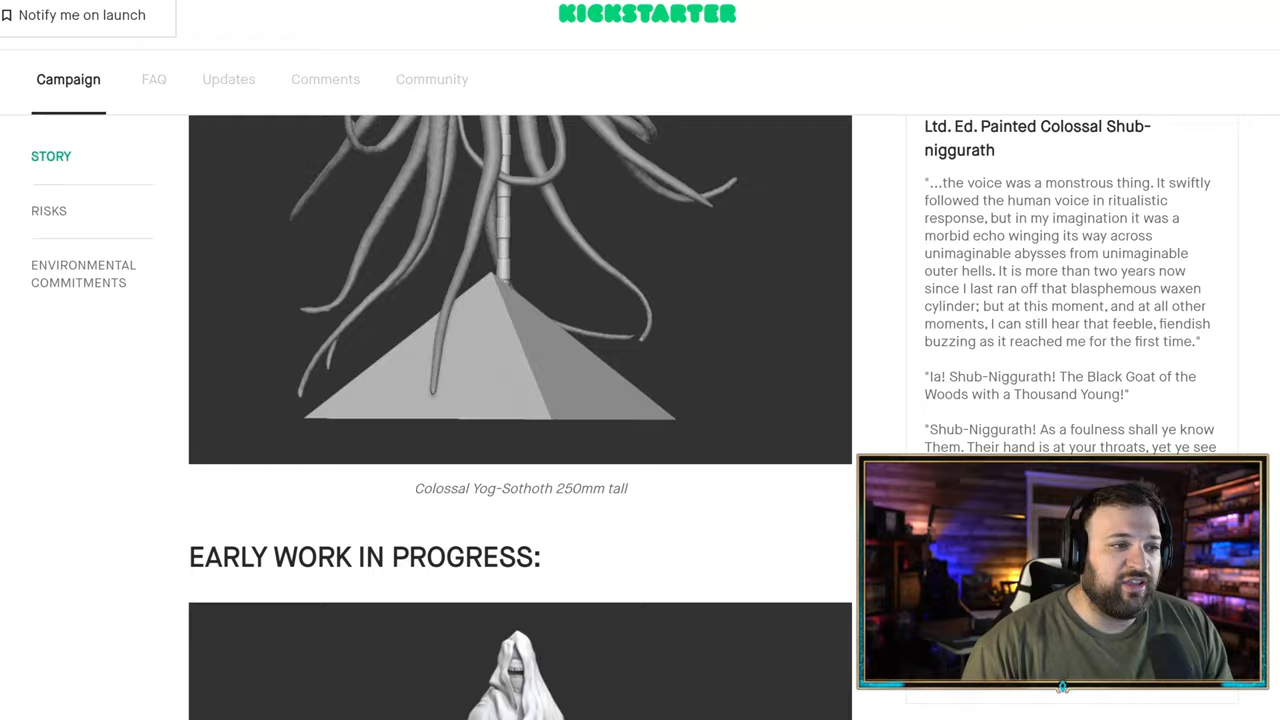 Notify me on launch
KICKSTARTER
Campaign
FAQ
Updates
Comments
Community
STORY
RISKS
ENVIRONMENTAL
COMMITMENTS
Colossal Yog-Sothoth 250mm tall
EARLY WORK IN PROGRESS:
Ltd. Ed. Painted Colossal Shub-
niggurath
"...the voice was a monstrous thing. It swiftly
followed the human voice in ritualistic
response, but in my imagination it was a
morbid echo winging its way across
unimaginable abysses from unimaginable
outer hells. It is more than two years now
since I last ran off that blasphemous waxen
cylinder; but at this moment, and at all other
moments, I can still hear that feeble, fiendish
buzzing as it reached me for the first time."
"Ia! Shub-Niggurath! The Black Goat of the
Woods with a Thousand Young!"
"Shub-Niggurath! As a foulness shall ye know
Them. Their hand is at your throats, yet ye see